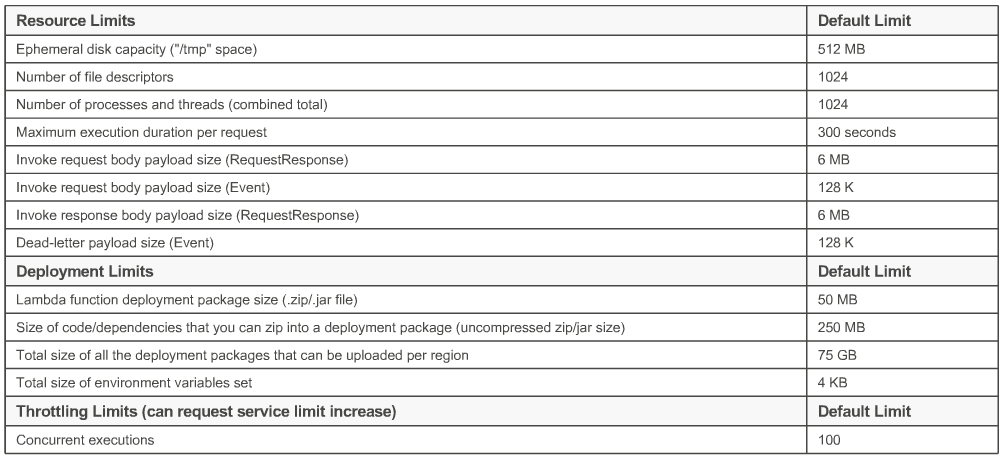 Resource Limits Default Limit
Ephemeral disk capacity ("/tmp" space) 512 MB
Number of file descriptors 1024
Number of processes and threads (combined total) 1024
Maximum execution duration per request 300 seconds
Invoke request body payload size (RequestResponse) 6 MB
Invoke request body payload size (Event) 128 K
Invoke response body payload size (RequestResponse) 6 MB
Dead-letter payload size (Event) 128 K
Deployment Limits Default Limit
Lambda function deployment package size (.zip/.jar file) 50 MB
Size of code/dependencies that you can zip into a deployment package (uncompressed zip/jar size) 250 MB
Total size of all the deployment packages that can be uploaded per region 75 GB
Total size of environment variables set 4 KB
Throttling Limits (can request service limit increase) Default Limit
Concurrent executions 100